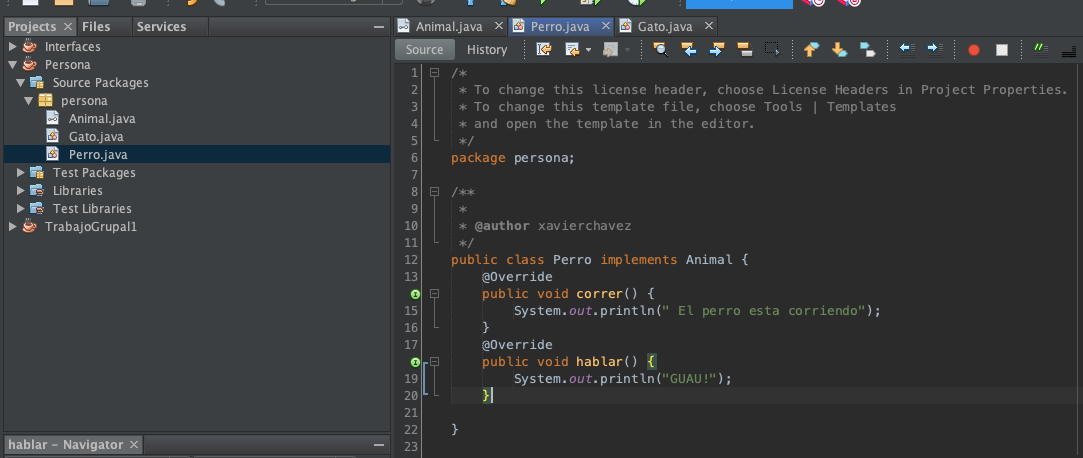 Projects Files Services
Interfaces
Persona
Source Packages
persona
Animal.java
Gato.java
Perro.java
Test Packages
Libraries
Test Libraries
TrabajoGrupal1
hablar - Navigator
Animal.java Perro.java Gato.java
Source History
1 /*
2 * To change this license header, choose License Headers in Project Properties.
3 * To change this template file, choose Tools | Templates
4 * and open the template in the editor.
5 */
6 package persona;
7
8 /**
9 *
10 * @author xavierchavez
11 */
12 public class Perro implements Animal {
13 @Override
public void correr() {
15 System.out.println(" El perro esta corriendo");
16 }
17 @Override
public void hablar() {
19 System.out.println("GUAU!");
20 }
21
22 }
23